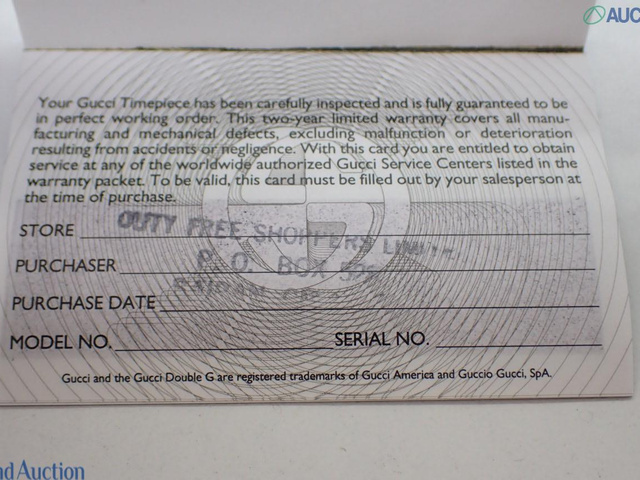 AUC
Your Gucci Timepiece has been carefully inspected and is fully guaranteed to be
in perfect working order. This two-year limited warranty covers all manu-
facturing and mechanical defects, excluding malfunction or deterioration
resulting from accidents or negligence. With this card you are entitled to obtain
service at any of the worldwide authorized Gucci Service Centers listed in the
warranty packet. To be valid, this card must be filled out by your salesperson at
the time of purchase.
STORE DUTY FREE SHOPPERS
PURCHASER P. O. BOX
PURCHASE DATE
MODEL NO. SERIAL NO.
Gucci and the Gucci Double G are registered trademarks of Gucci America and Guccio Gucci, SpA.
nd Auction